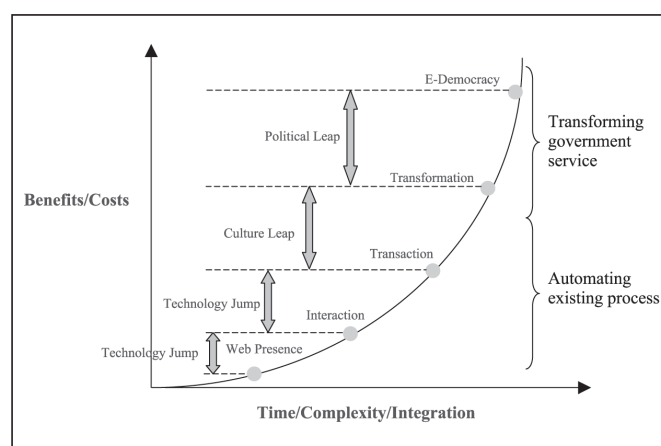 E-Democracy
Political Leap
Transforming
government
service
Transformation
Benefits/Costs
Culture Leap
Transaction
Automating
existing process
Technology Jump
Interaction
Technology Jump
Web Presence
Time/Complexity/Integration